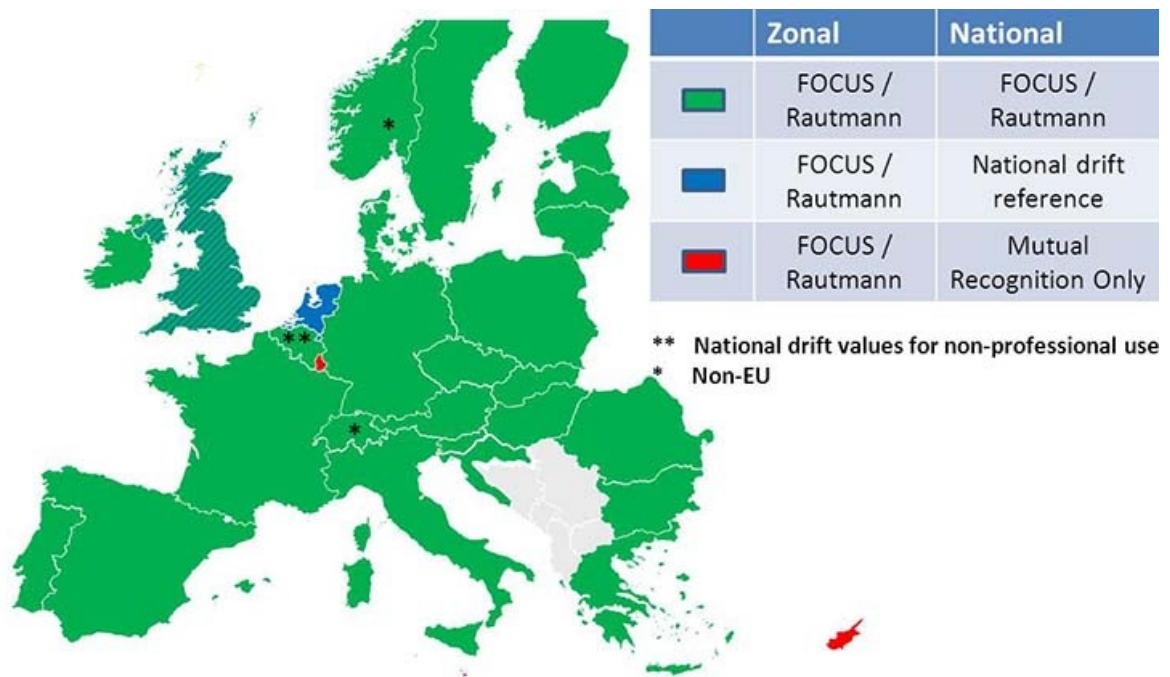 Zonal National
FOCUS / FOCUS /
Rautmann Rautmann
FOCUS / National drift
Rautmann reference
FOCUS / Mutual
Rautmann Recognition Only
** National drift values for non-professional use
* Non-EU
*
**
*